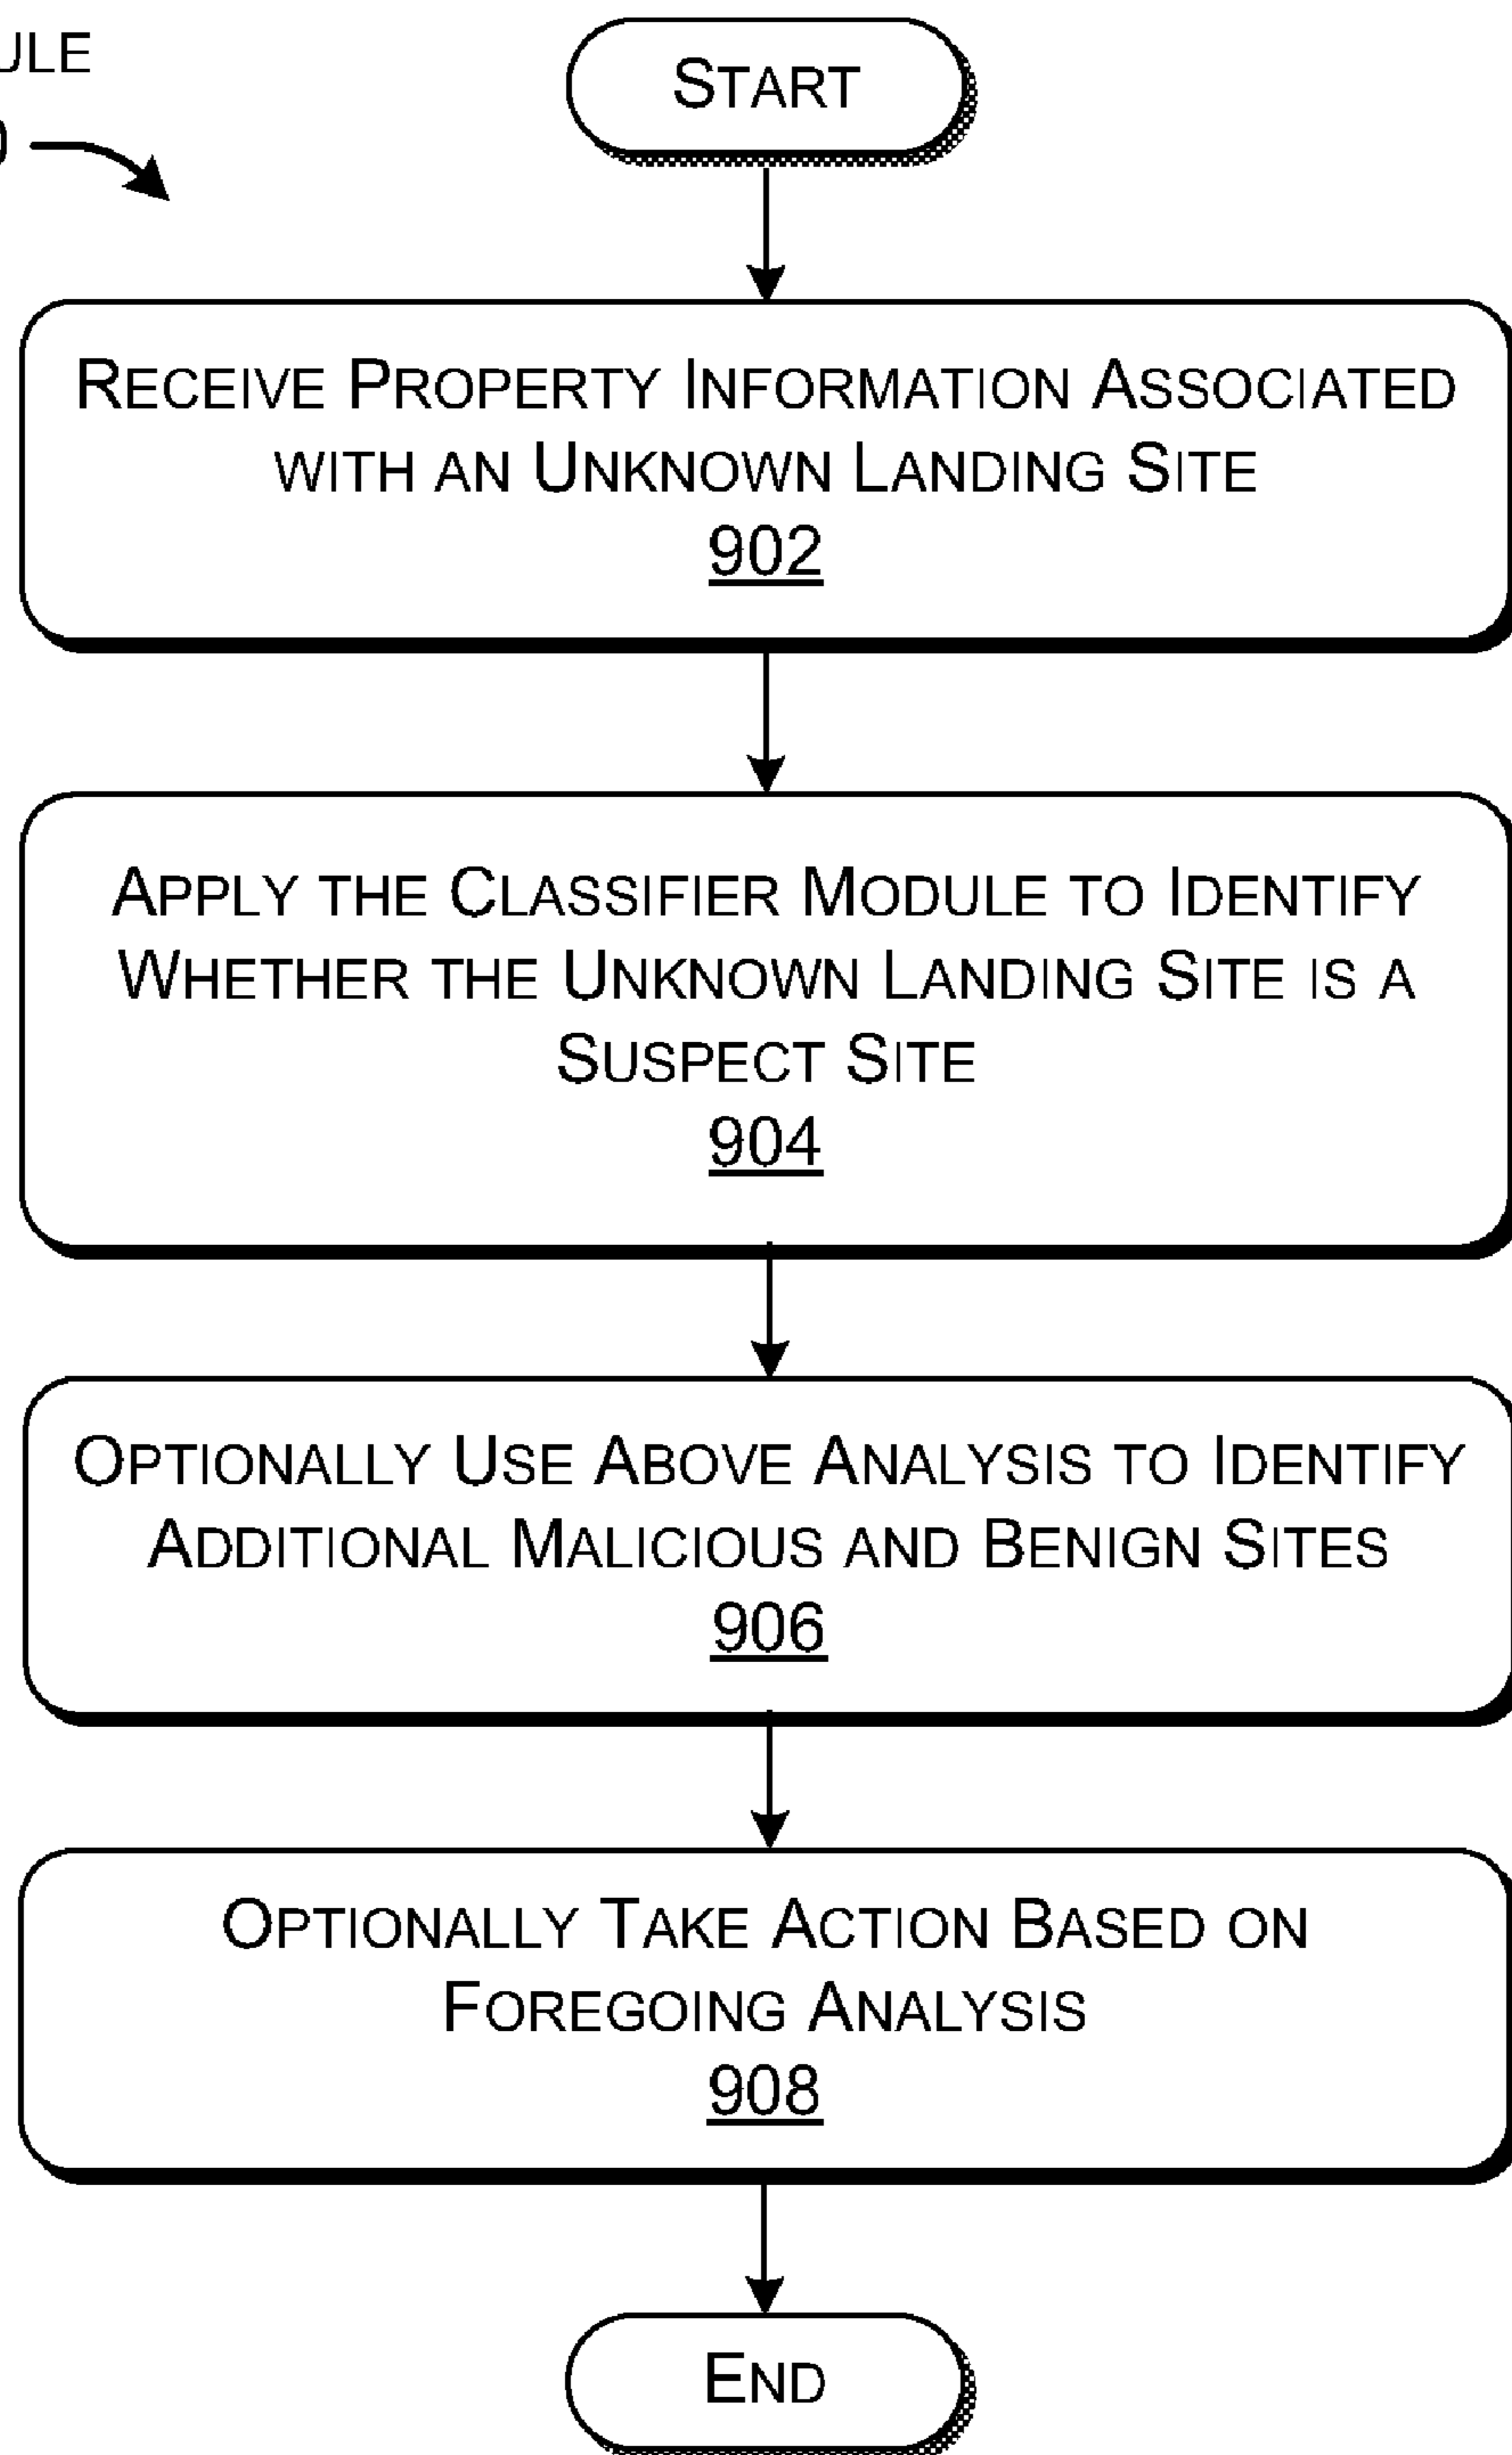 START
RECEIVE PROPERTY INFORMATION ASSOCIATED
WITH AN UNKNOWN LANDING SITE
902
APPLY THE CLASSIFIER MODULE TO IDENTIFY
WHETHER THE UNKNOWN LANDING SITE IS A
SUSPECT SITE
904
OPTIONALLY USE ABOVE ANALYSIS TO IDENTIFY
ADDITIONAL MALICIOUS AND BENIGN SITES
906
OPTIONALLY TAKE ACTION BASED ON
FOREGOING ANALYSIS
908
END